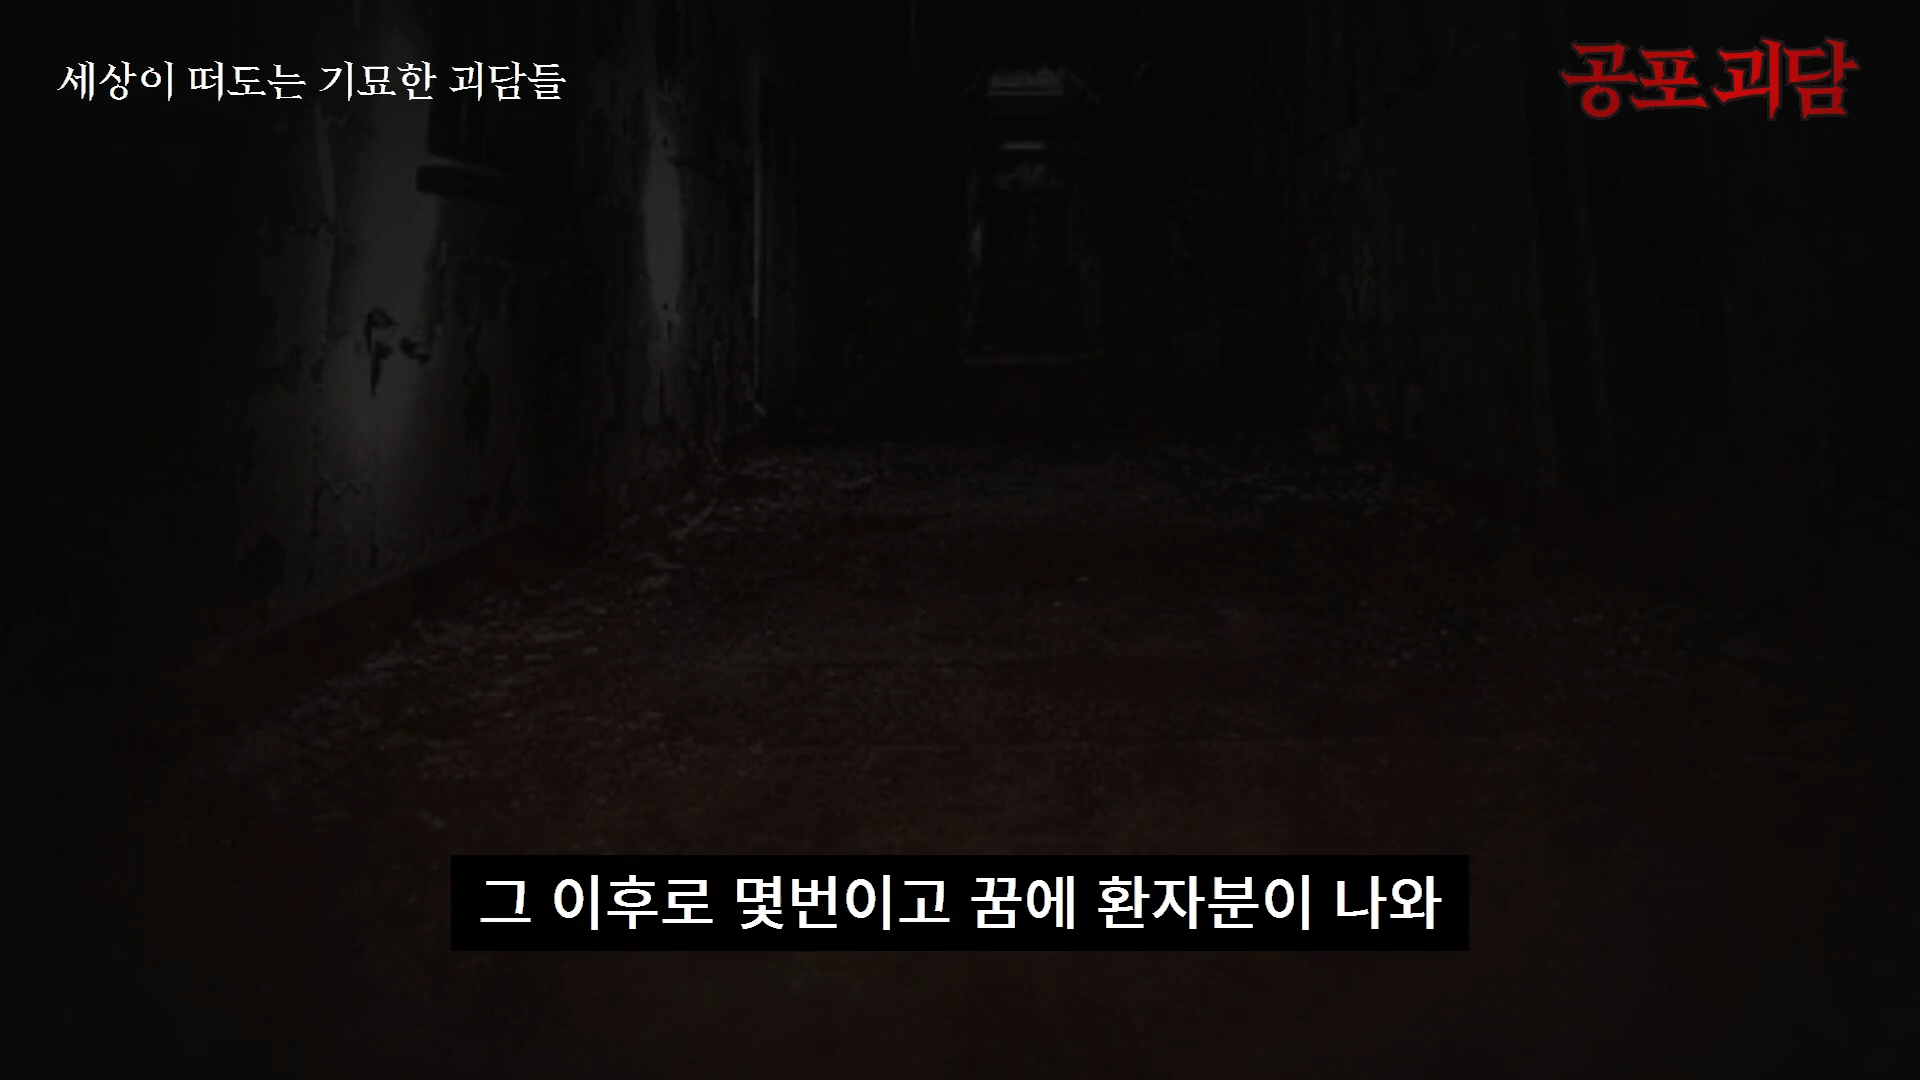 세상이 떠도는 기묘한 괴담들
공포 괴담
그 이후로 몇번이고 꿈에 환자분이 나와